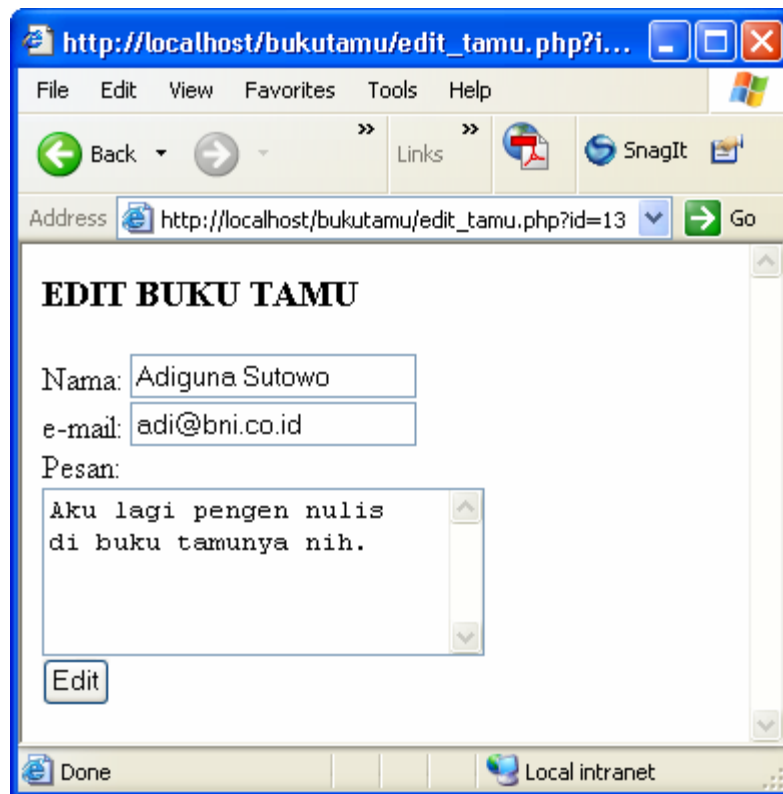 http://localhost/bukutamu/edit_tamu.php?i...
File Edit View Favorites Tools Help
Back Links SnagIt
Address http://localhost/bukutamu/edit_tamu.php?id=13 Go
EDIT BUKU TAMU
Nama: Adiguna Sutowo
e-mail: adi@bni.co.id
Pesan:
Aku lagi pengen nulis
di buku tamunya nih.
Edit
Done Local intranet